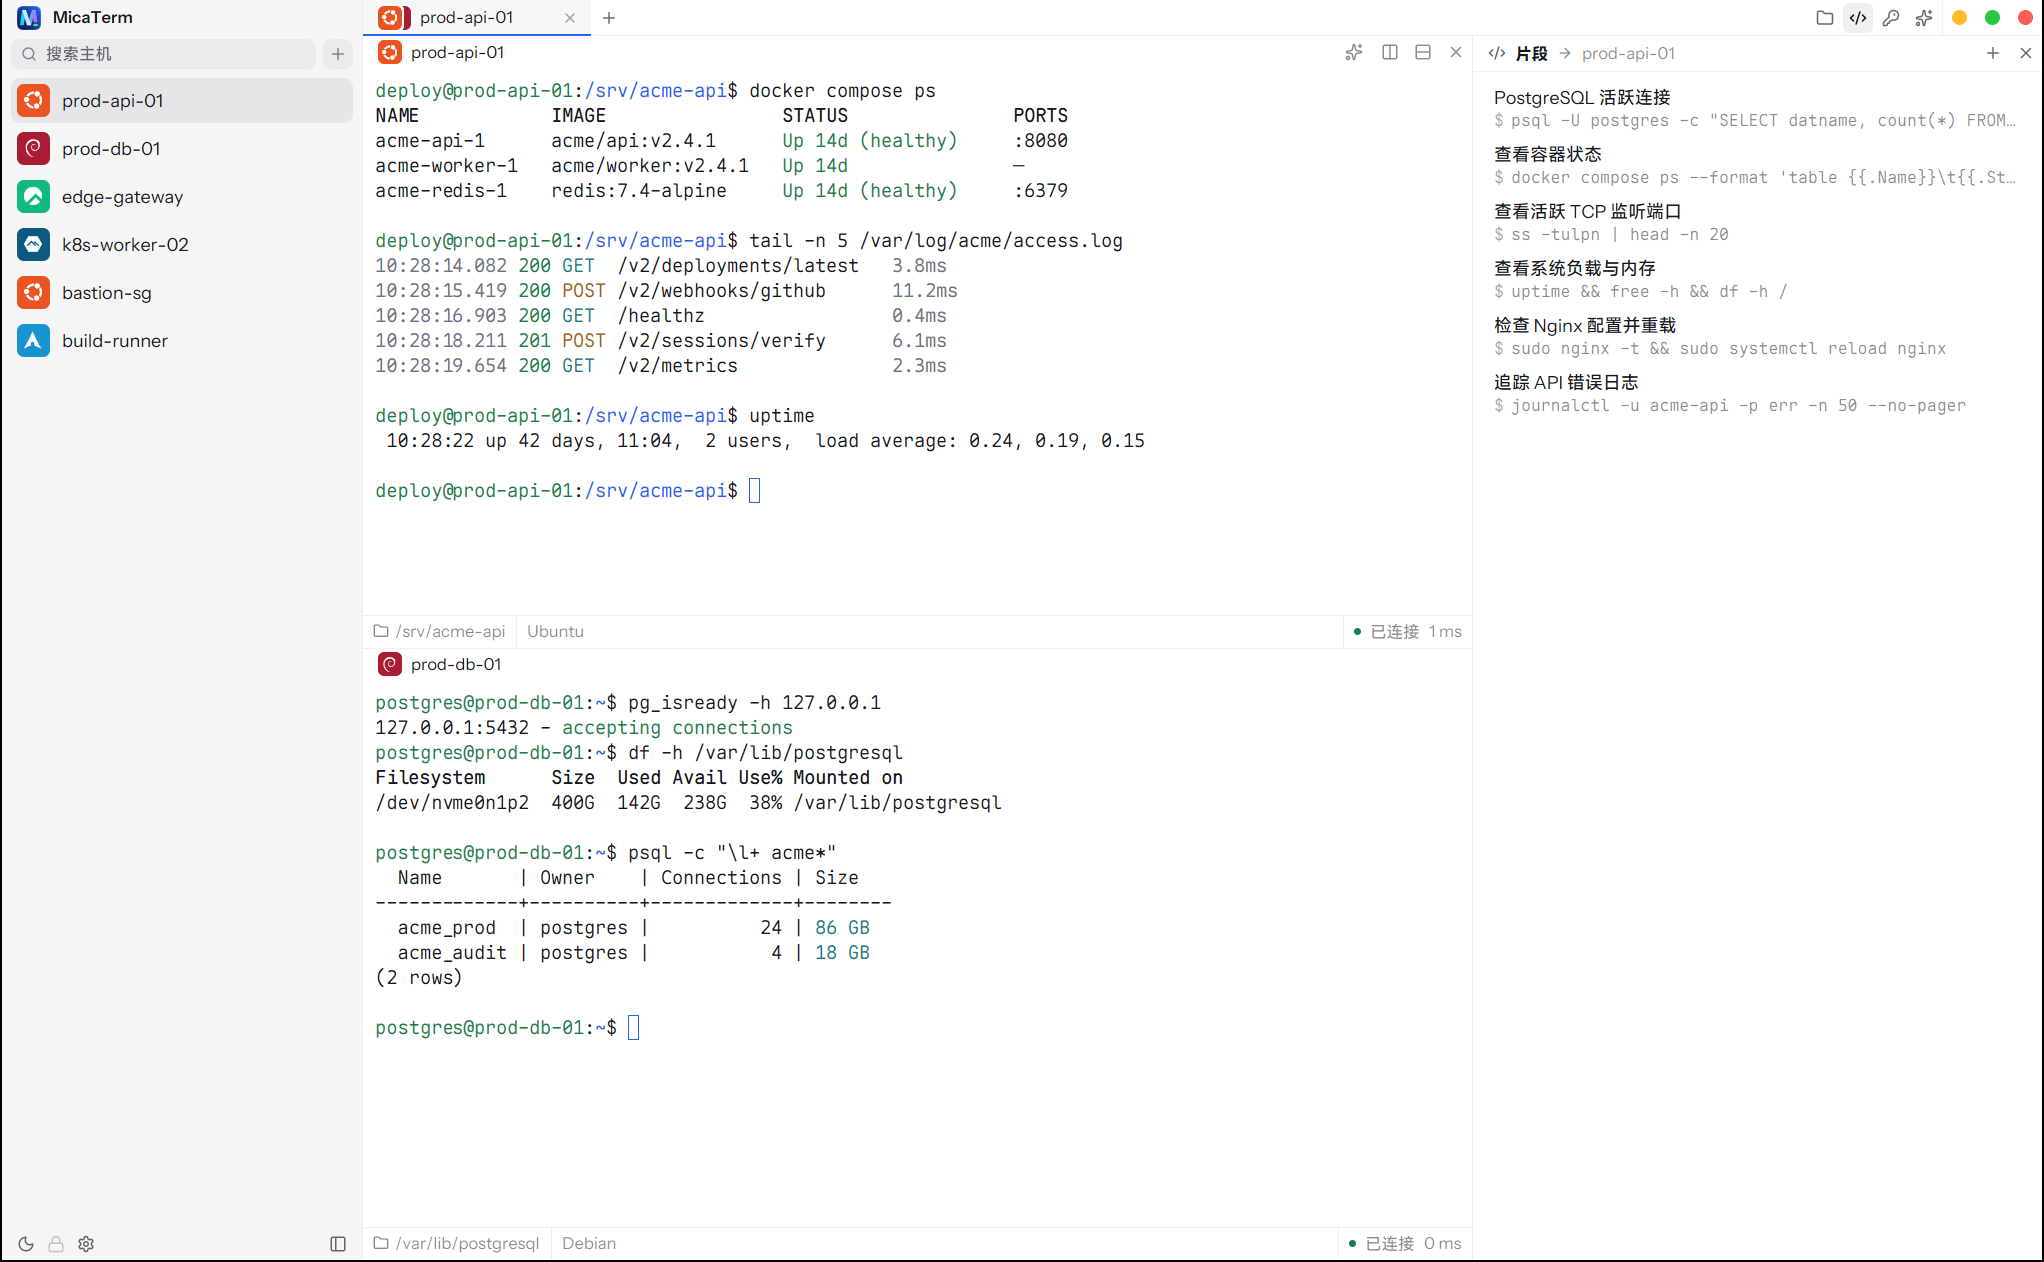 MicaTerm
搜索主机
prod-api-01
prod-db-01
edge-gateway
k8s-worker-02
bastion-sg
build-runner
prod-api-01
prod-api-01
deploy@prod-api-01:/srv/acme-api$ docker compose ps
NAME            IMAGE                STATUS               PORTS
acme-api-1      acme/api:v2.4.1      Up 14d (healthy)     :8080
acme-worker-1   acme/worker:v2.4.1   Up 14d               —
acme-redis-1    redis:7.4-alpine     Up 14d (healthy)     :6379
deploy@prod-api-01:/srv/acme-api$ tail -n 5 /var/log/acme/access.log
10:28:14.082 200 GET  /v2/deployments/latest   3.8ms
10:28:15.419 200 POST /v2/webhooks/github      11.2ms
10:28:16.903 200 GET  /healthz                 0.4ms
10:28:18.211 201 POST /v2/sessions/verify      6.1ms
10:28:19.654 200 GET  /v2/metrics              2.3ms
deploy@prod-api-01:/srv/acme-api$ uptime
 10:28:22 up 42 days, 11:04,  2 users,  load average: 0.24, 0.19, 0.15
deploy@prod-api-01:/srv/acme-api$
/srv/acme-api Ubuntu 已连接 1 ms
prod-db-01
postgres@prod-db-01:~$ pg_isready -h 127.0.0.1
127.0.0.1:5432 - accepting connections
postgres@prod-db-01:~$ df -h /var/lib/postgresql
Filesystem      Size  Used Avail Use% Mounted on
/dev/nvme0n1p2  400G  142G  238G  38% /var/lib/postgresql
postgres@prod-db-01:~$ psql -c "\l+ acme*"
  Name       | Owner    | Connections | Size
-------------+----------+-------------+--------
  acme_prod  | postgres |          24 | 86 GB
  acme_audit | postgres |           4 | 18 GB
(2 rows)
postgres@prod-db-01:~$
/var/lib/postgresql Debian 已连接 0 ms
片段 → prod-api-01
PostgreSQL 活跃连接
$ psql -U postgres -c "SELECT datname, count(*) FROM…
查看容器状态
$ docker compose ps --format 'table {{.Name}}\t{{.St…
查看活跃 TCP 监听端口
$ ss -tulpn | head -n 20
查看系统负载与内存
$ uptime && free -h && df -h /
检查 Nginx 配置并重载
$ sudo nginx -t && sudo systemctl reload nginx
追踪 API 错误日志
$ journalctl -u acme-api -p err -n 50 --no-pager